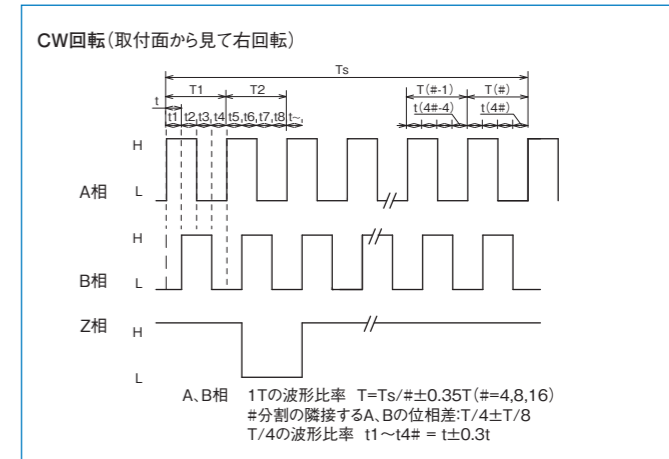 CW回転(取付面から見て右回転)
Ts
T1 T2 T(#-1) T(#)
t t(4#-4) t(4#)
t1 t2,t3,t4 t5,t6,t7,t8 t~,
H
A相 L
H
B相 L
Z相 H
L
A、B相 1Tの波形比率 T=Ts/#±0.35T(#=4,8,16)
#分割の隣接するA、Bの位相差:T/4±T/8
T/4の波形比率 t1～t4# = t±0.3t